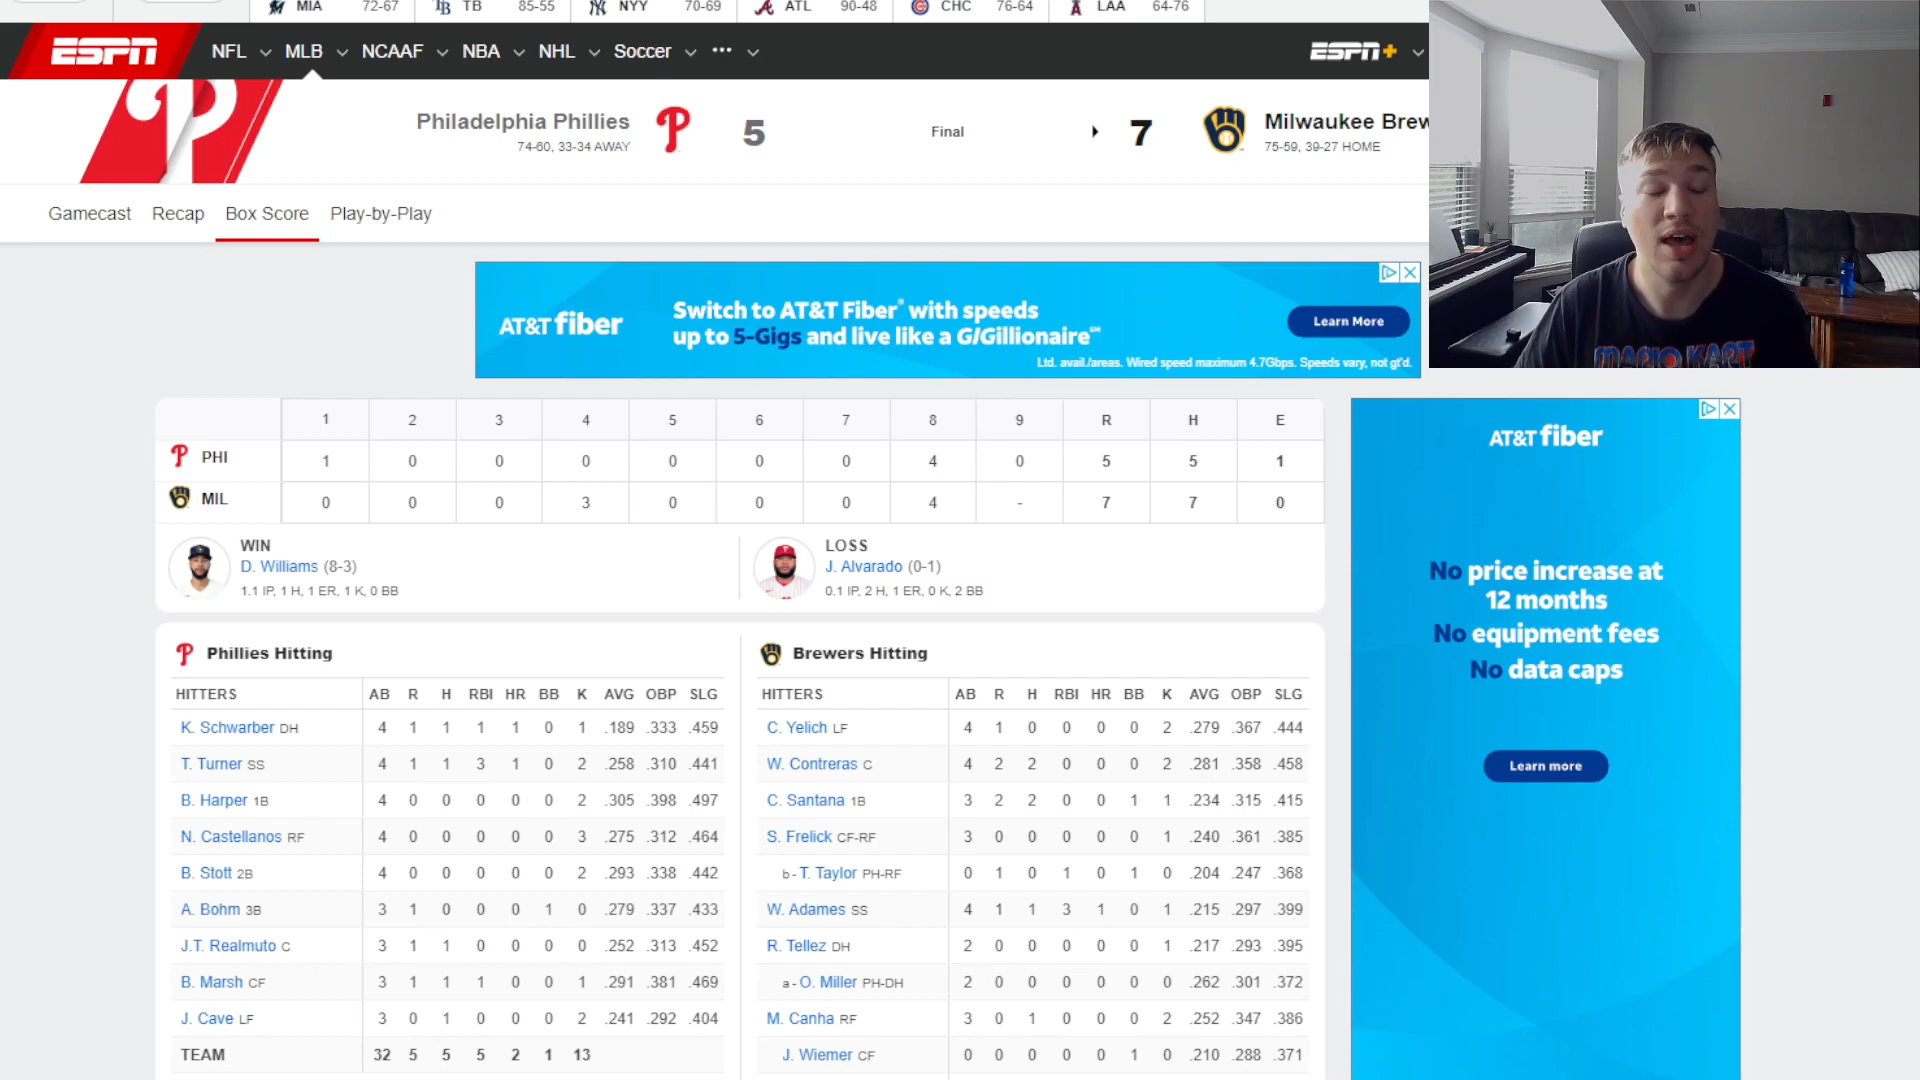 MIA 72-67 TB 85-55 NYY 70-69 ATL 90-48 CHC 76-64 LAA 64-76
ESPN NFL MLB NCAAF NBA NHL Soccer ••• ESPN+
Philadelphia Phillies
74-60, 33-34 AWAY
5
Final
7
Milwaukee Brew
75-59, 39-27 HOME
Gamecast Recap Box Score Play-by-Play
AT&T fiber
Switch to AT&T Fiber® with speeds
up to 5-Gigs and live like a G/Gillionaire℠
Learn More
Ltd. avail./areas. Wired speed maximum 4.7Gbps. Speeds vary, not gt'd.
MARIO KART
1 2 3 4 5 6 7 8 9 R H E
PHI 1 0 0 0 0 0 0 4 0 5 5 1
MIL 0 0 0 3 0 0 0 4 - 7 7 0
WIN
D. Williams (8-3)
1.1 IP, 1 H, 1 ER, 1 K, 0 BB
LOSS
J. Alvarado (0-1)
0.1 IP, 2 H, 1 ER, 0 K, 2 BB
Phillies Hitting
HITTERS AB R H RBI HR BB K AVG OBP SLG
K. Schwarber DH 4 1 1 1 1 0 1 .189 .333 .459
T. Turner SS 4 1 1 3 1 0 2 .258 .310 .441
B. Harper 1B 4 0 0 0 0 0 2 .305 .398 .497
N. Castellanos RF 4 0 0 0 0 0 3 .275 .312 .464
B. Stott 2B 4 0 0 0 0 0 2 .293 .338 .442
A. Bohm 3B 3 1 0 0 0 1 0 .279 .337 .433
J.T. Realmuto C 3 1 1 0 0 0 0 .252 .313 .452
B. Marsh CF 3 1 1 1 0 0 1 .291 .381 .469
J. Cave LF 3 0 1 0 0 0 2 .241 .292 .404
TEAM 32 5 5 5 2 1 13
Brewers Hitting
HITTERS AB R H RBI HR BB K AVG OBP SLG
C. Yelich LF 4 1 0 0 0 0 2 .279 .367 .444
W. Contreras C 4 2 2 0 0 0 2 .281 .358 .458
C. Santana 1B 3 2 2 0 0 1 1 .234 .315 .415
S. Frelick CF-RF 3 0 0 0 0 0 1 .240 .361 .385
b - T. Taylor PH-RF 0 1 0 1 0 1 0 .204 .247 .368
W. Adames SS 4 1 1 3 1 0 1 .215 .297 .399
R. Tellez DH 2 0 0 0 0 0 1 .217 .293 .395
a - O. Miller PH-DH 2 0 0 0 0 0 0 .262 .301 .372
M. Canha RF 3 0 1 0 0 0 2 .252 .347 .386
J. Wiemer CF 0 0 0 0 0 1 0 .210 .288 .371
AT&T fiber
No price increase at
12 months
No equipment fees
No data caps
Learn more